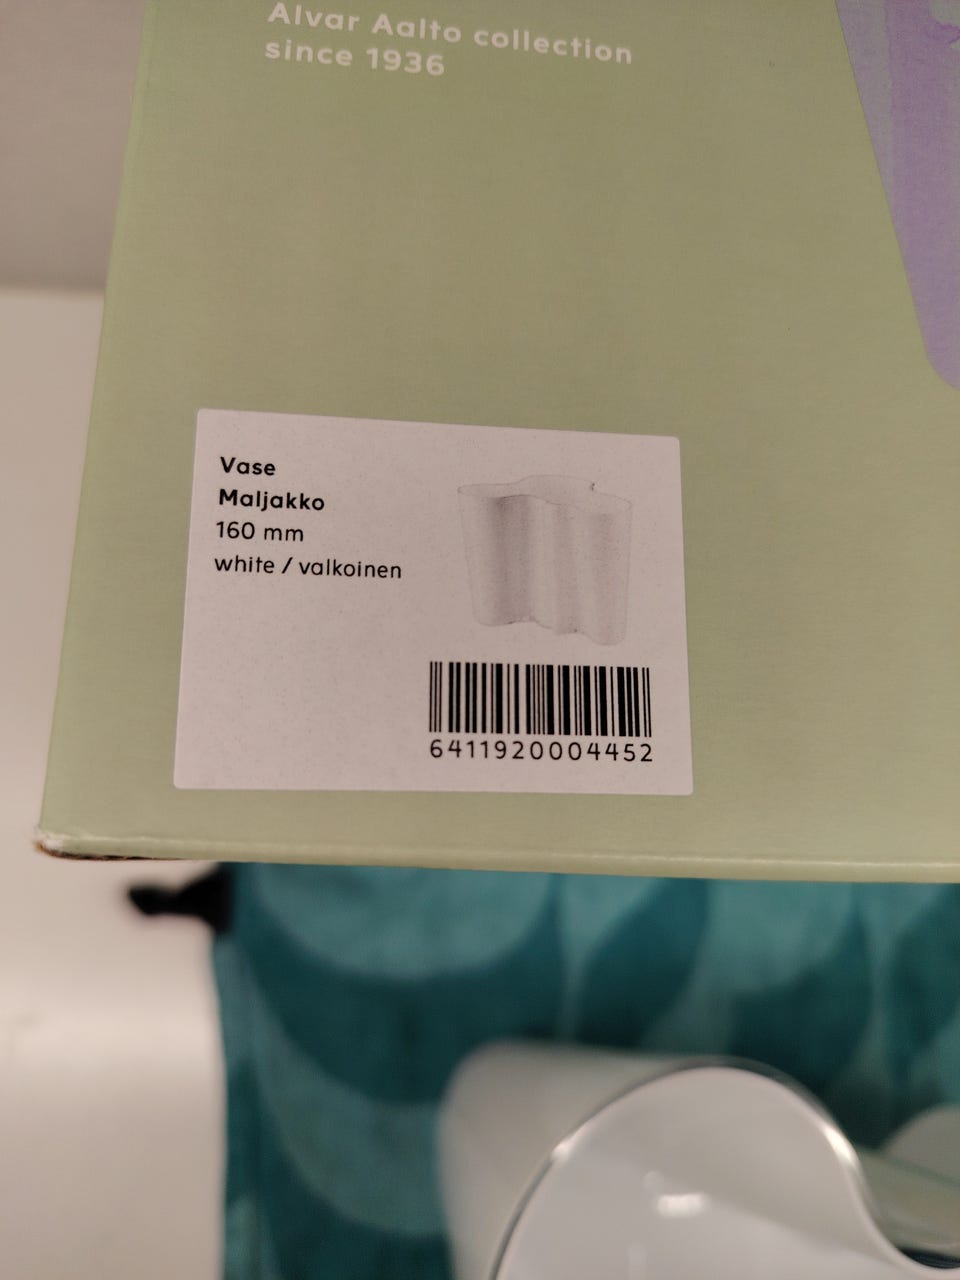 Alvar Aalto collection
since 1936
Vase
Maljakko
160 mm
white / valkoinen
6411920004452